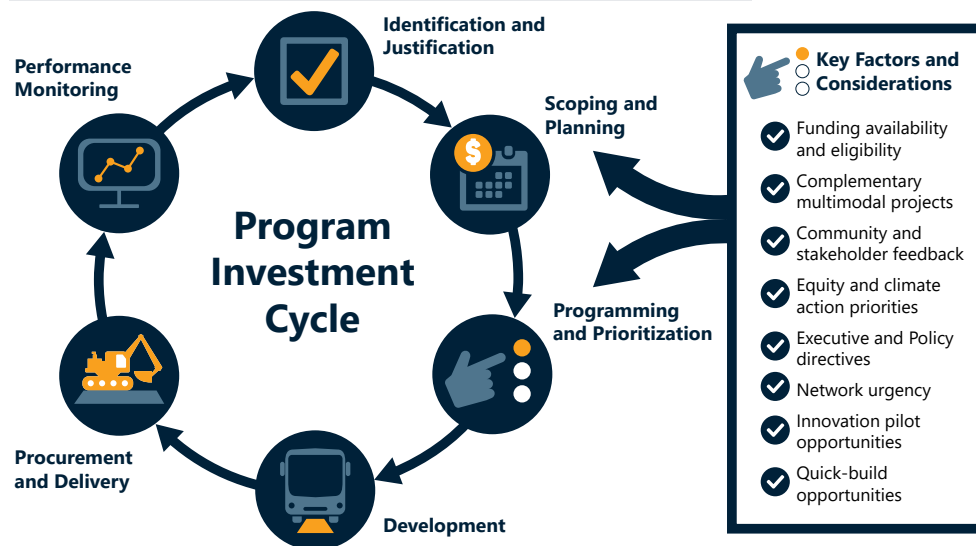 Identification and
Justification
Scoping and
Planning
Programming
and Prioritization
Development
Procurement
and Delivery
Performance
Monitoring
Program
Investment
Cycle
$
Key Factors and
Considerations
Funding availability
and eligibility
Complementary
multimodal projects
Community and
stakeholder feedback
Equity and climate
action priorities
Executive and Policy
directives
Network urgency
Innovation pilot
opportunities
Quick-build
opportunities